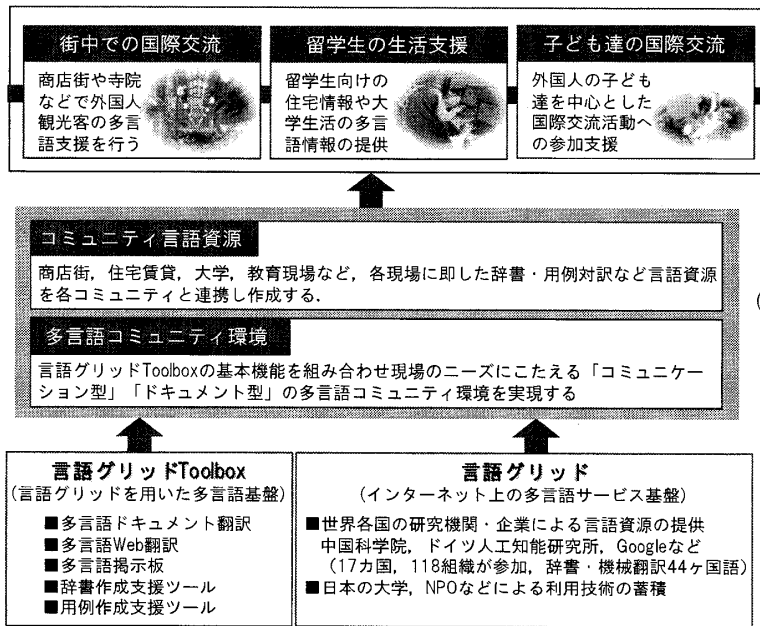 街中での国際交流
商店街や寺院
などで外国人
観光客の多言
語支援を行う
留学生の生活支援
留学生向けの
住宅情報や大
学生活の多言
語情報の提供
子ども達の国際交流
外国人の子ども
達を中心とした
国際交流活動へ
の参加支援
コミュニティ言語資源
商店街，住宅賃貸，大学，教育現場など，各現場に即した辞書・用例対訳など言語資源
を各コミュニティと連携し作成する．
(
多言語コミュニティ環境
言語グリッドToolboxの基本機能を組み合わせ現場のニーズにこたえる「コミュニケー
ション型」「ドキュメント型」の多言語コミュニティ環境を実現する
言語グリッドToolbox
(言語グリッドを用いた多言語基盤)
■多言語ドキュメント翻訳
■多言語Web翻訳
■多言語掲示板
■辞書作成支援ツール
■用例作成支援ツール
言語グリッド
(インターネット上の多言語サービス基盤)
■世界各国の研究機関・企業による言語資源の提供
中国科学院，ドイツ人工知能研究所，Googleなど
(17カ国，118組織が参加，辞書・機械翻訳44ヶ国語)
■日本の大学，NPOなどによる利用技術の蓄積